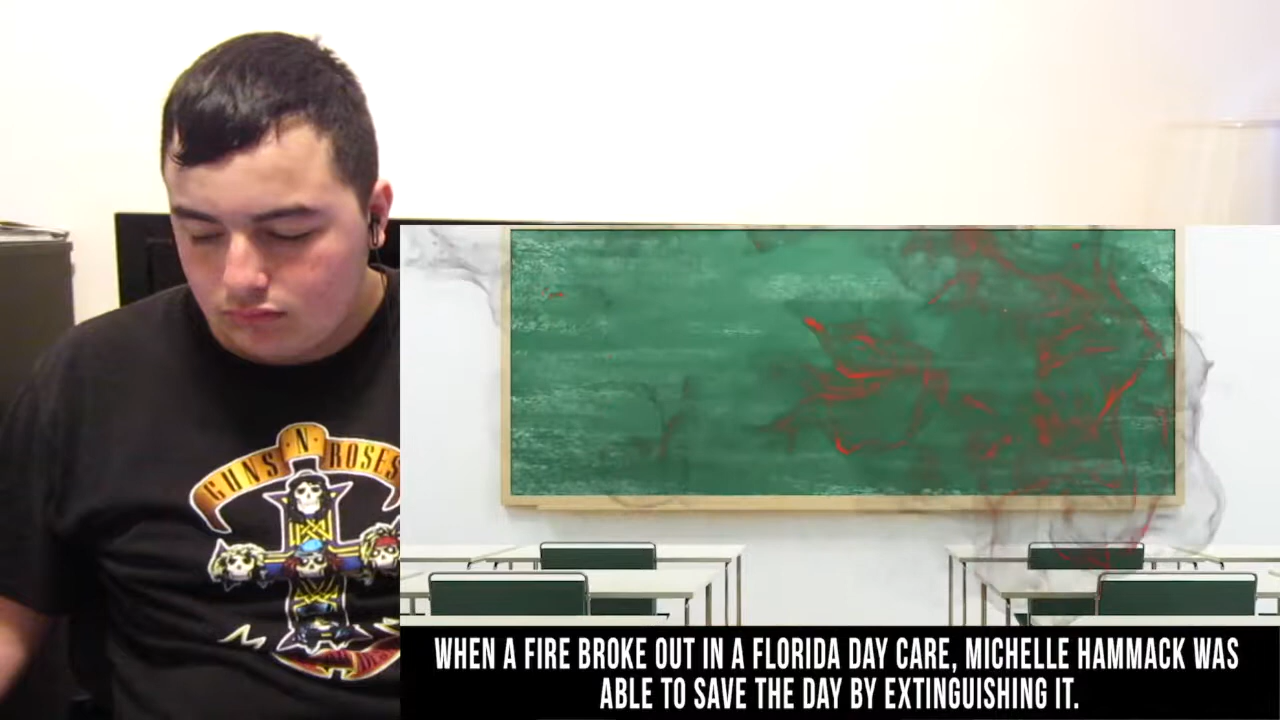 GUNS N' ROSES
WHEN A FIRE BROKE OUT IN A FLORIDA DAY CARE, MICHELLE HAMMACK WAS
ABLE TO SAVE THE DAY BY EXTINGUISHING IT.